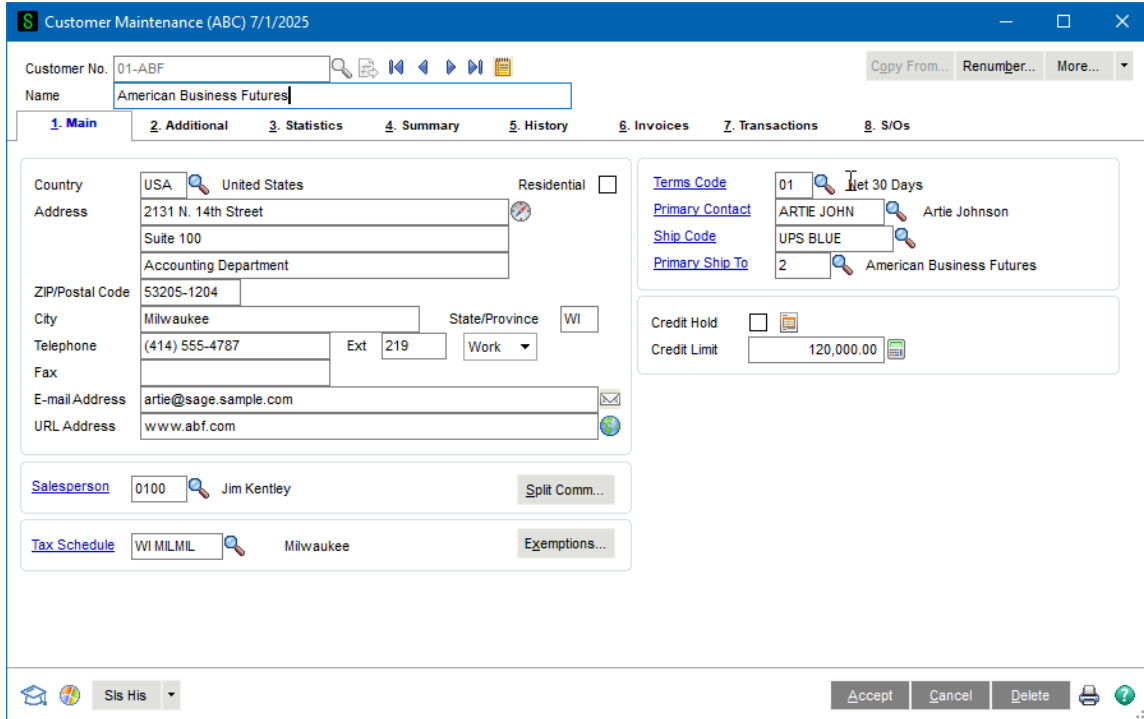 Customer Maintenance (ABC) 7/1/2025
Customer No. 01-ABF Copy From... Renumber... More...
Name American Business Futures
1. Main 2. Additional 3. Statistics 4. Summary 5. History 6. Invoices 7. Transactions 8. S/Os
Country USA United States Residential
Address 2131 N. 14th Street
Suite 100
Accounting Department
ZIP/Postal Code 53205-1204
City Milwaukee State/Province WI
Telephone (414) 555-4787 Ext 219 Work
Fax
E-mail Address artie@sage.sample.com
URL Address www.abf.com
Salesperson 0100 Jim Kentley Split Comm...
Tax Schedule WI MILMIL Milwaukee Exemptions...
Terms Code 01 Net 30 Days
Primary Contact ARTIE JOHN Artie Johnson
Ship Code UPS BLUE
Primary Ship To 2 American Business Futures
Credit Hold
Credit Limit 120,000.00
Sls His Accept Cancel Delete